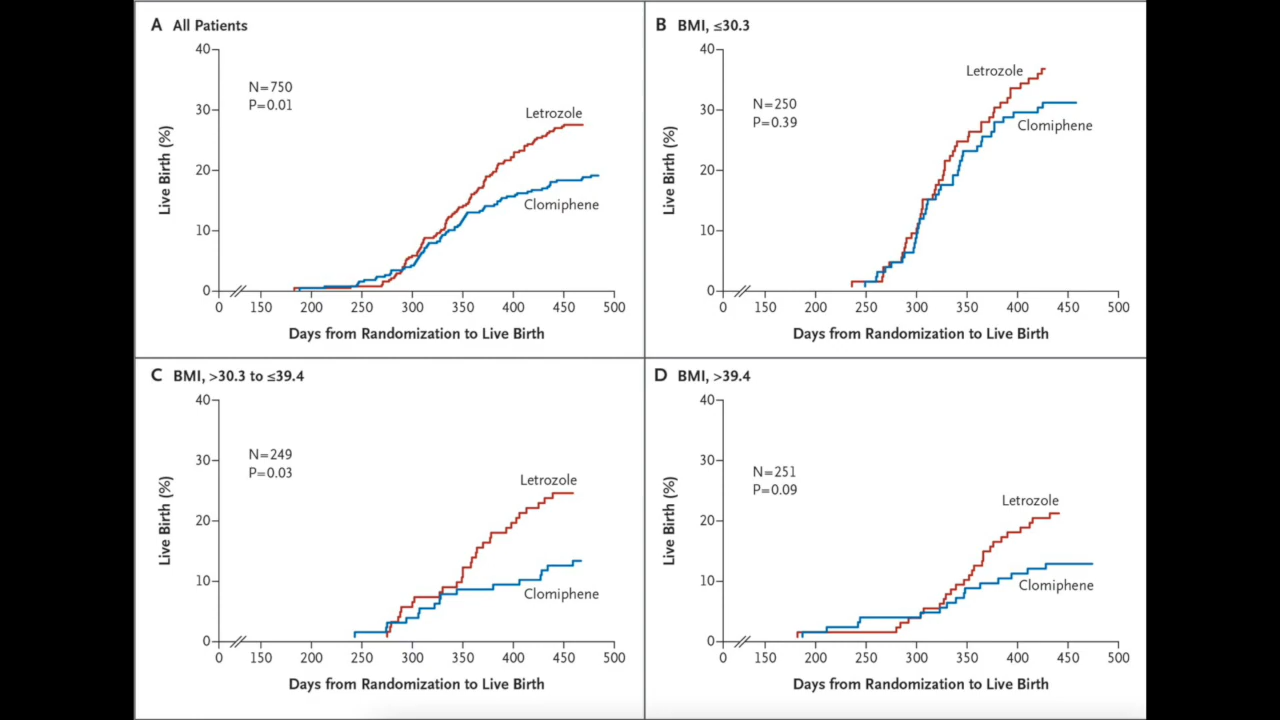 A All Patients
40
30
20
10
0
Live Birth (%)
N=750
P=0.01
Letrozole
Clomiphene
0 150 200 250 300 350 400 450 500
Days from Randomization to Live Birth
B BMI, ≤30.3
40
30
20
10
0
Live Birth (%)
N=250
P=0.39
Letrozole
Clomiphene
0 150 200 250 300 350 400 450 500
Days from Randomization to Live Birth
C BMI, >30.3 to ≤39.4
40
30
20
10
0
Live Birth (%)
N=249
P=0.03
Letrozole
Clomiphene
0 150 200 250 300 350 400 450 500
Days from Randomization to Live Birth
D BMI, >39.4
40
30
20
10
0
Live Birth (%)
N=251
P=0.09
Letrozole
Clomiphene
0 150 200 250 300 350 400 450 500
Days from Randomization to Live Birth